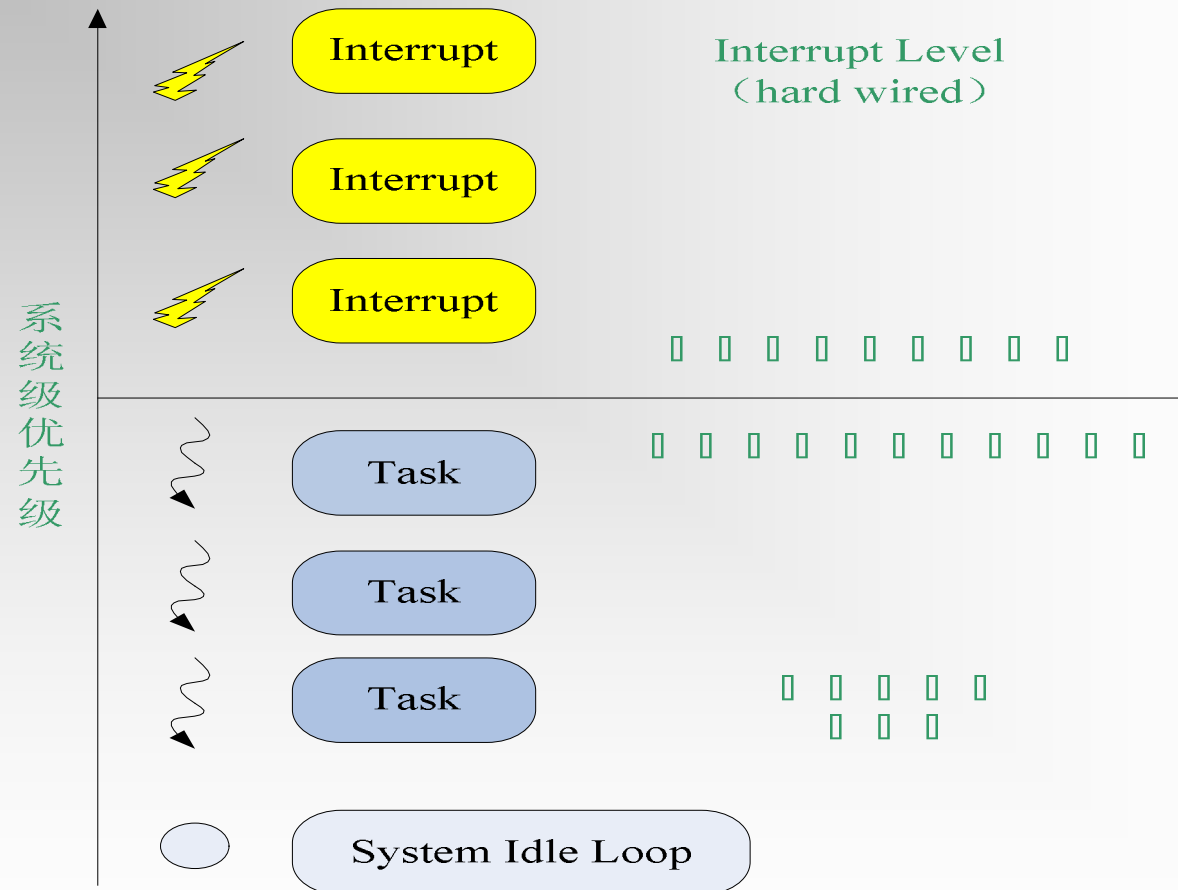 Interrupt
Interrupt Level
（hard wired）
Interrupt
Interrupt
系统级优先级
Task
Task
Task
System Idle Loop